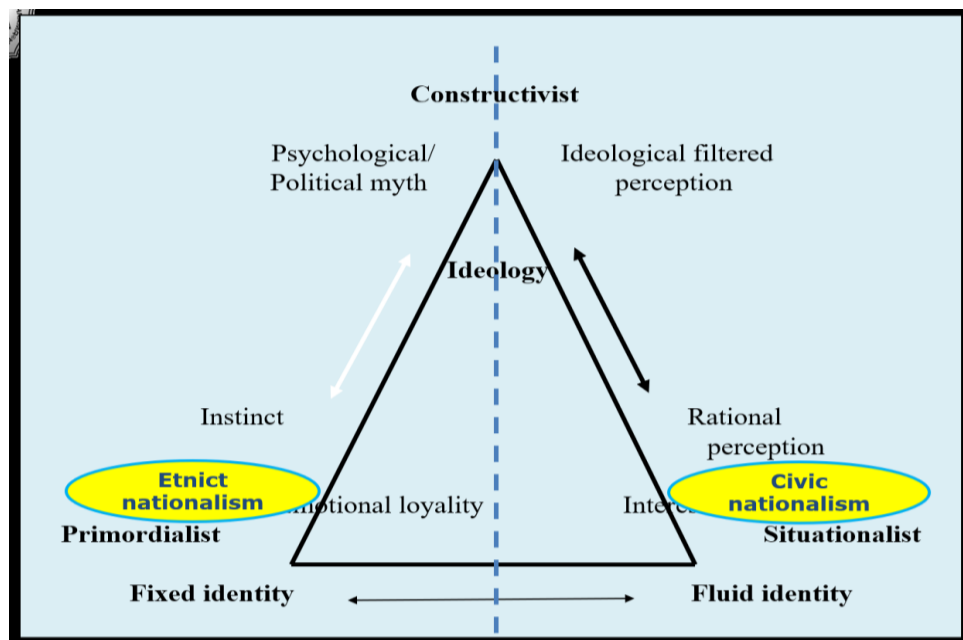 Constructivist
Psychological/
Political myth
Ideological filtered
perception
Ideology
Instinct
Rational
perception
Etnict
nationalism
Civic
nationalism
loyality
Primordialist
Situationalist
Fixed identity
Fluid identity